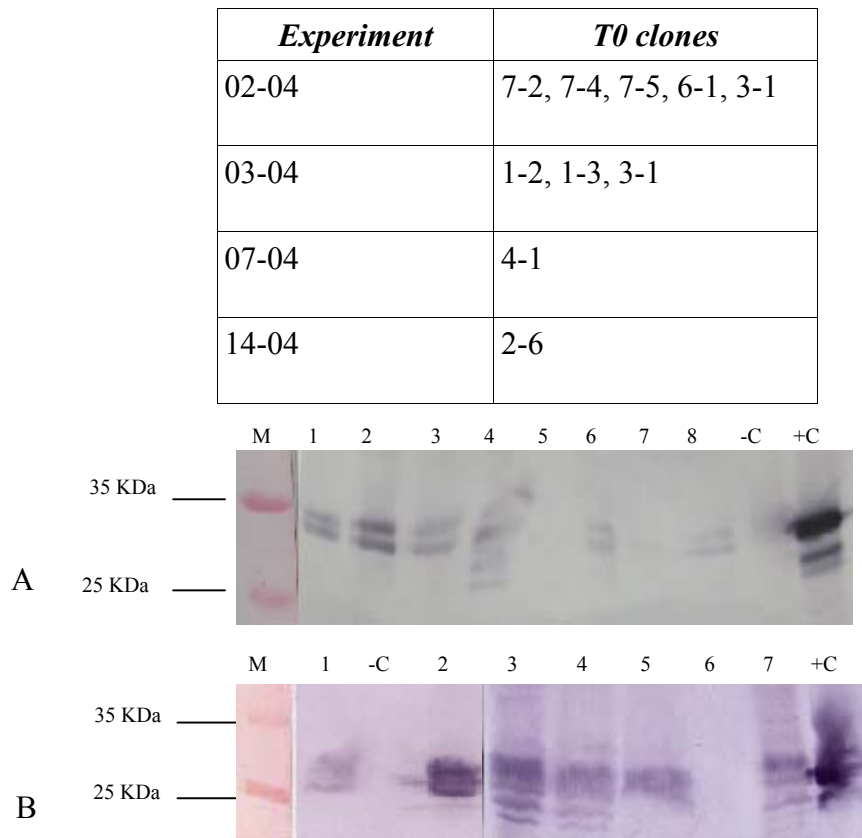 Experiment T0 clones
02-04 7-2, 7-4, 7-5, 6-1, 3-1
03-04 1-2, 1-3, 3-1
07-04 4-1
14-04 2-6
M 1 2 3 4 5 6 7 8 -C +C
35 KDa
A
25 KDa
M 1 -C 2 3 4 5 6 7 +C
35 KDa
25 KDa
B